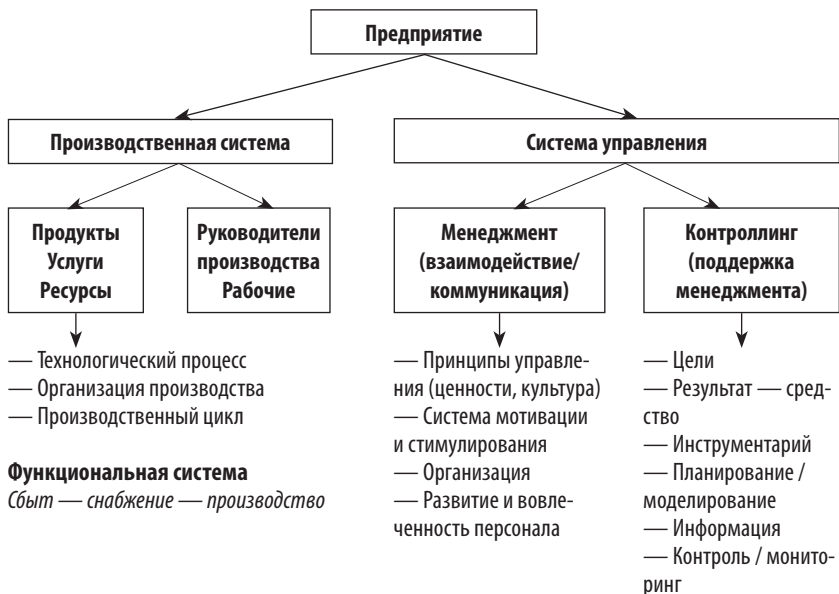 Предприятие
Производственная система
Система управления
Продукты
Услуги
Ресурсы
Руководители
производства
Рабочие
Менеджмент
(взаимодействие/
коммуникация)
Контроллинг
(поддержка
менеджмента)
— Технологический процесс
— Организация производства
— Производственный цикл
Функциональная система
Сбыт — снабжение — производство
— Принципы управле-
ния (ценности, культура)
— Система мотивации
и стимулирования
— Организация
— Развитие и вовле-
ченность персонала
— Цели
— Результат — сред-
ство
— Инструментарий
— Планирование /
моделирование
— Информация
— Контроль / монито-
ринг